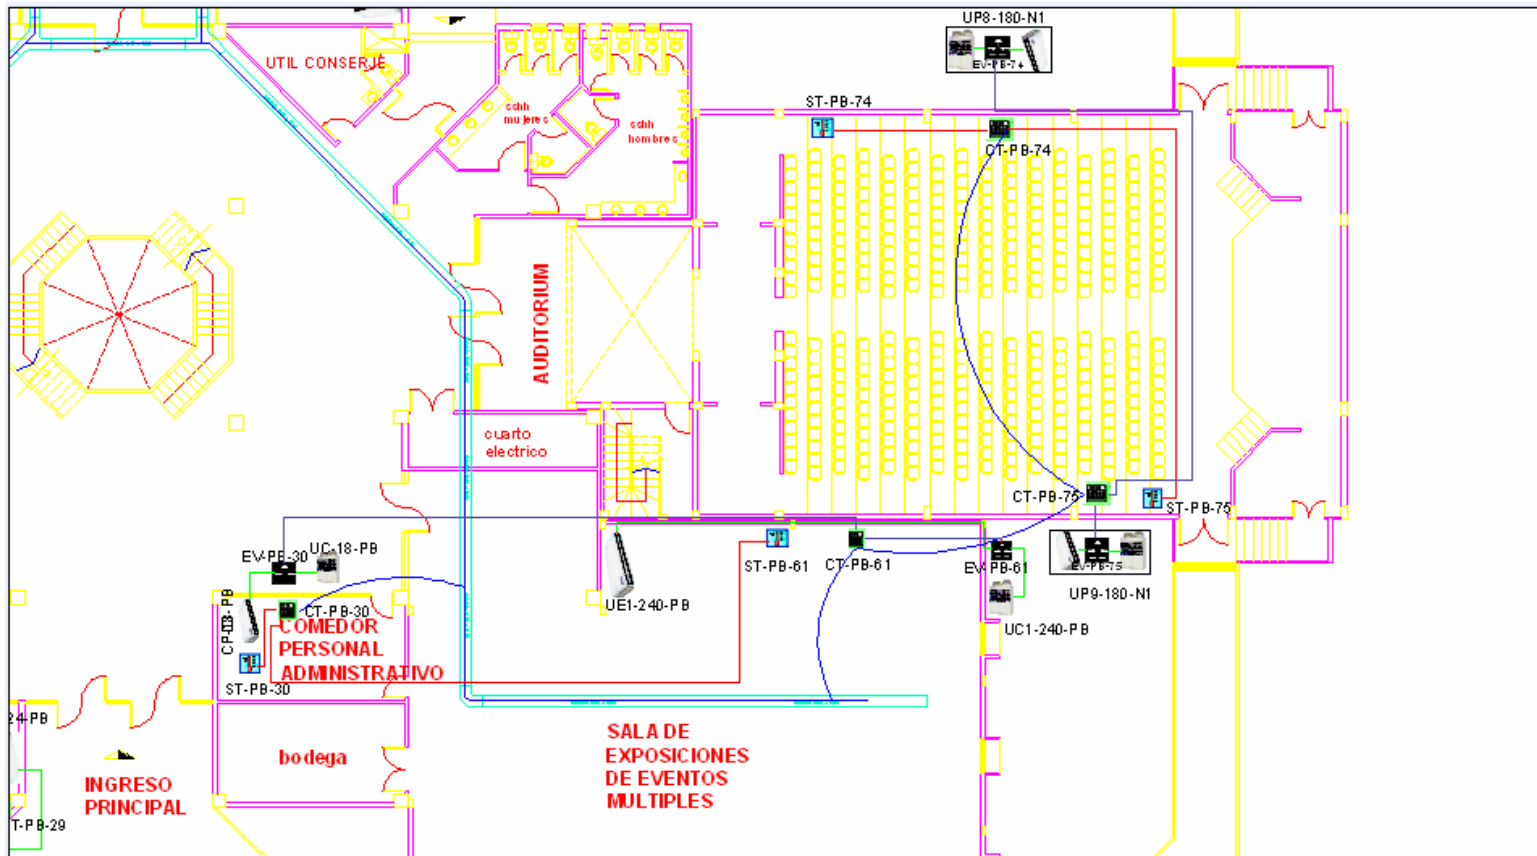 UP8-180-N1
EV-PB-74
UTIL CONSERJE
sshh
mujeres
sshh
hombres
ST-PB-74
CT-PB-74
AUDITORIUM
cuarto
electrico
CT-PB-75
ST-PB-75
EV-PB-75
UP9-180-N1
EV-PB-30
UC-18-PB
ST-PB-61
CT-PB-61
EV-PB-61
UE1-240-PB
UC1-240-PB
CT-PB-30
COMEDOR
PERSONAL
ADMINISTRATIVO
ST-PB-30
24-PB
bodega
SALA DE
EXPOSICIONES
DE EVENTOS
MULTIPLES
INGRESO
PRINCIPAL
T-PB-29